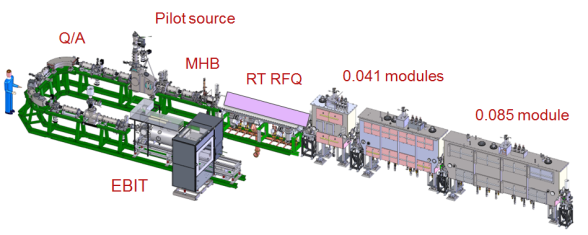 Pilot source
Q/A
MHB
RT RFQ
0.041 modules
0.085 module
EBIT